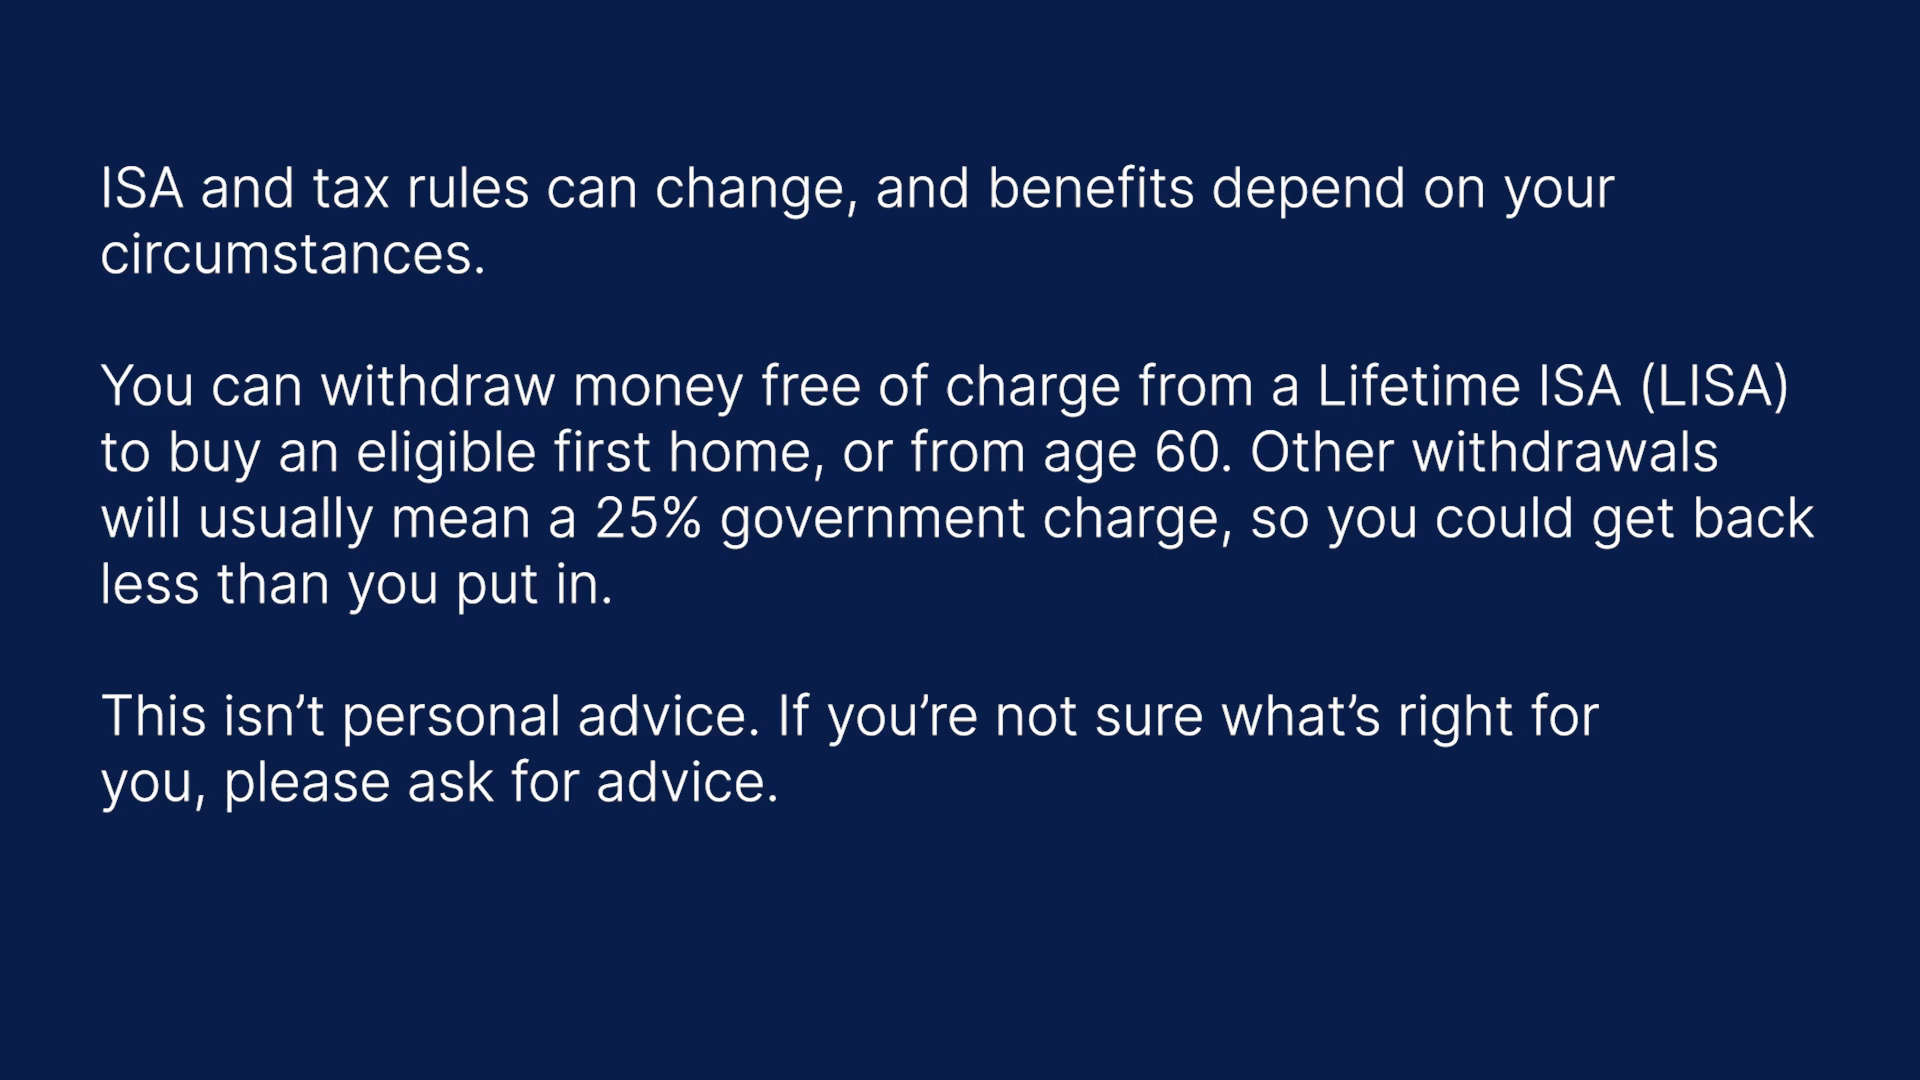 ISA and tax rules can change, and benefits depend on your
circumstances.
You can withdraw money free of charge from a Lifetime ISA (LISA)
to buy an eligible first home, or from age 60. Other withdrawals
will usually mean a 25% government charge, so you could get back
less than you put in.
This isn’t personal advice. If you’re not sure what’s right for
you, please ask for advice.